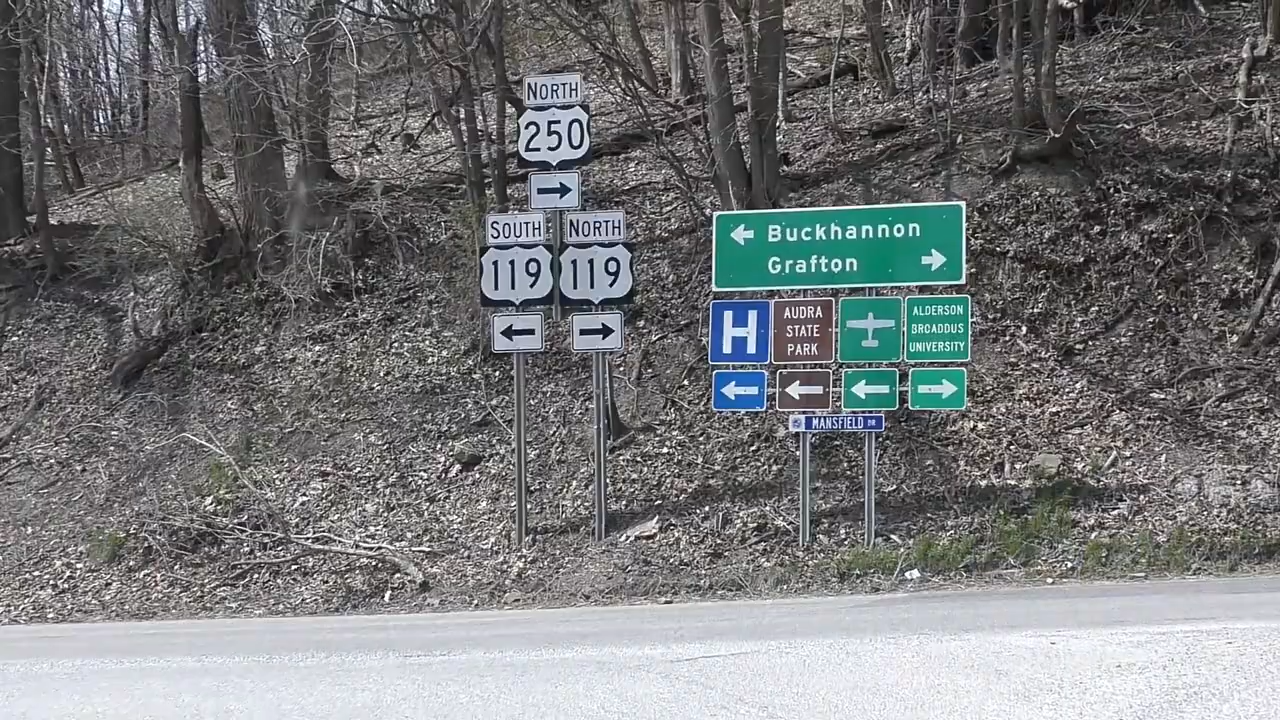 NORTH
250
SOUTH
119
NORTH
119
Buckhannon
Grafton
H
AUDRA
STATE
PARK
ALDERSON
BROADDUS
UNIVERSITY
MANSFIELD DR